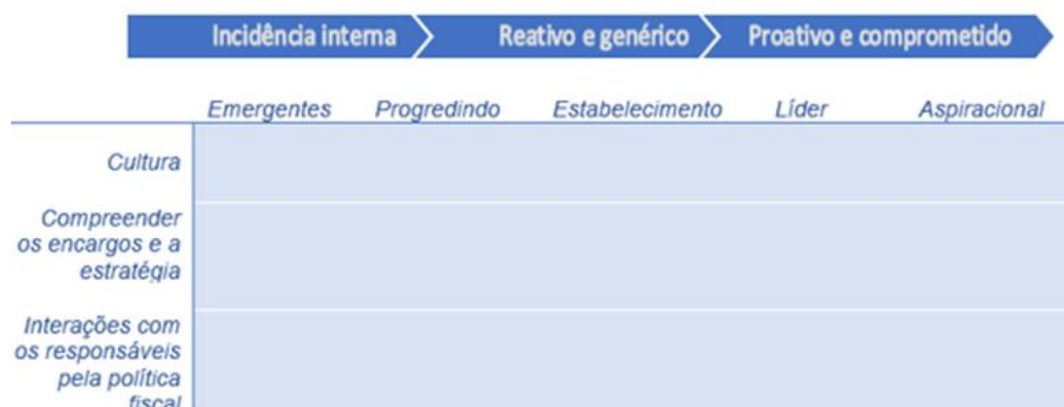 Incidência interna Reativo e genérico Proativo e comprometido
Emergentes Progredindo Estabelecimento Líder Aspiracional
Cultura
Compreender
os encargos e a
estratégia
Interações com
os responsáveis
pela política
fiscal